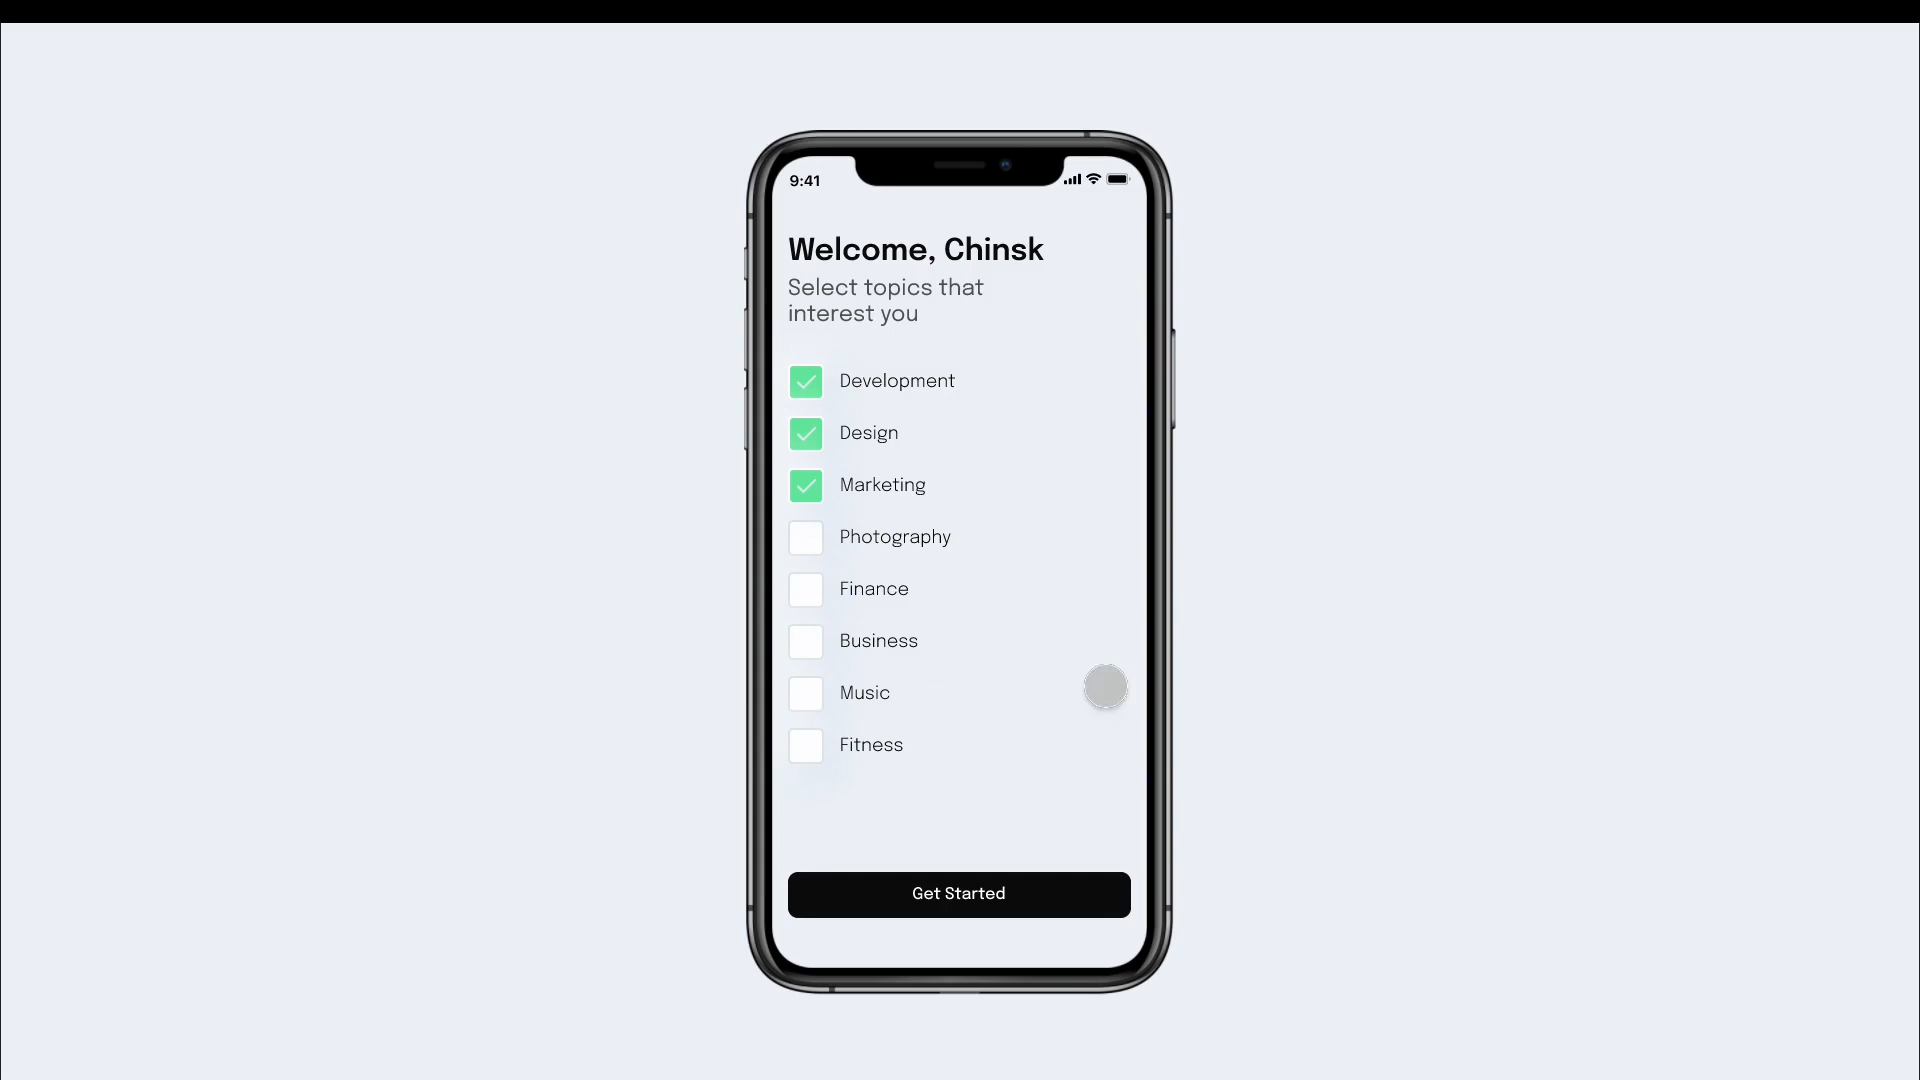 9:41
Welcome, Chinsk
Select topics that
interest you
Development
Design
Marketing
Photography
Finance
Business
Music
Fitness
Get Started